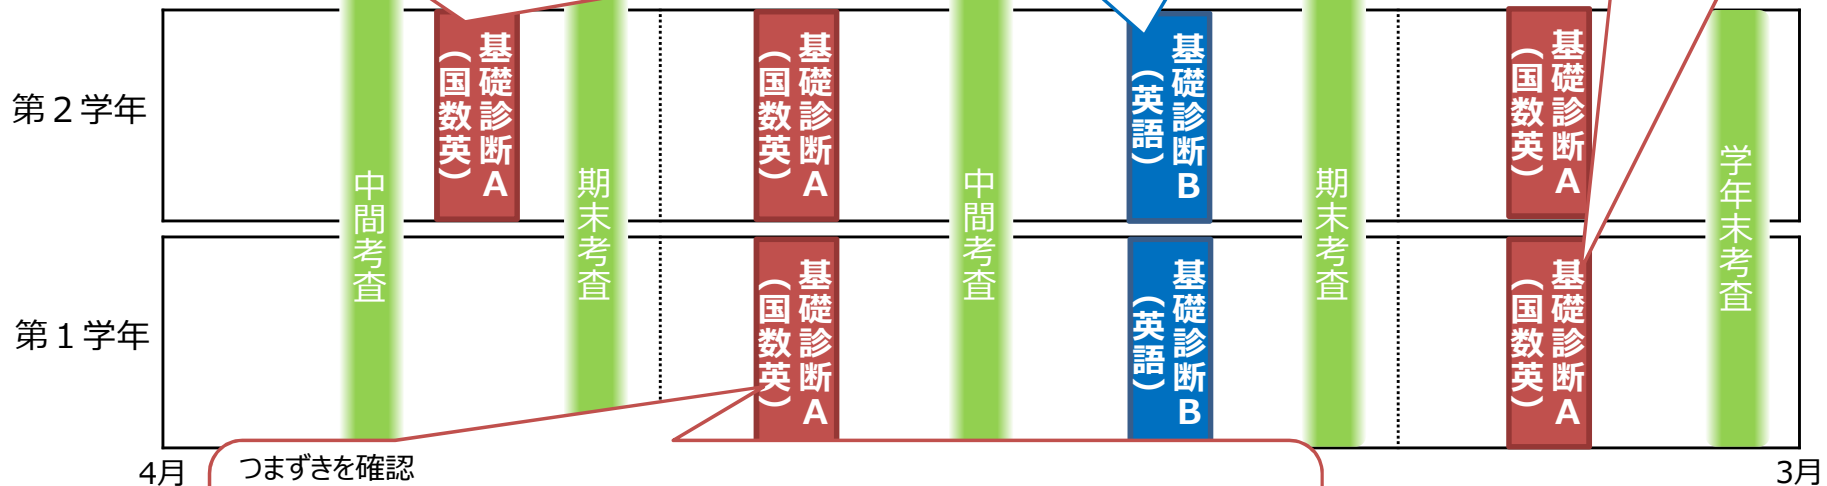 第２学年
中間考査
基礎診断Ａ
（国数英）
期末考査
基礎診断Ａ
（国数英）
中間考査
基礎診断Ｂ
（英語）
期末考査
基礎診断Ａ
（国数英）
学年末考査
第１学年
基礎診断Ａ
（国数英）
基礎診断Ｂ
（英語）
基礎診断Ａ
（国数英）
4月
つまずきを確認
3月